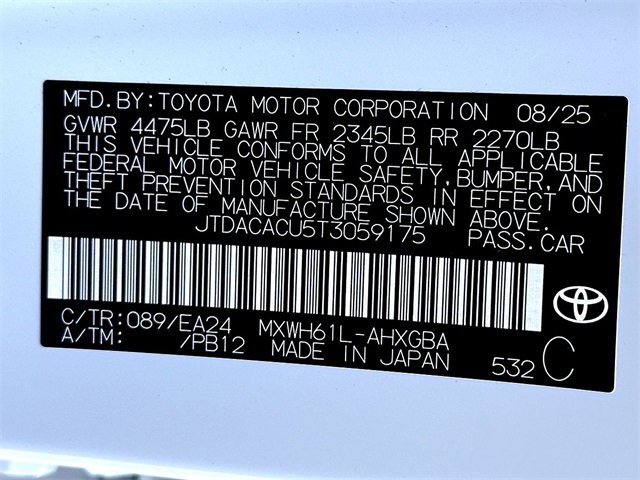 MFD.BY:TOYOTA MOTOR CORPORATION 08/25
GVWR 4475LB GAWR FR 2345LB RR 2270LB
THIS VEHICLE CONFORMS TO ALL APPLICABLE
FEDERAL MOTOR VEHICLE SAFETY,BUMPER,AND
THEFT PREVENTION STANDARDS IN EFFECT ON
THE DATE OF MANUFACTURE SHOWN ABOVE.
JTDACACU5T3059175 PASS.CAR
C/TR:089/EA24 MXWH61L-AHXGBA
A/TM: /PB12 MADE IN JAPAN 532 C